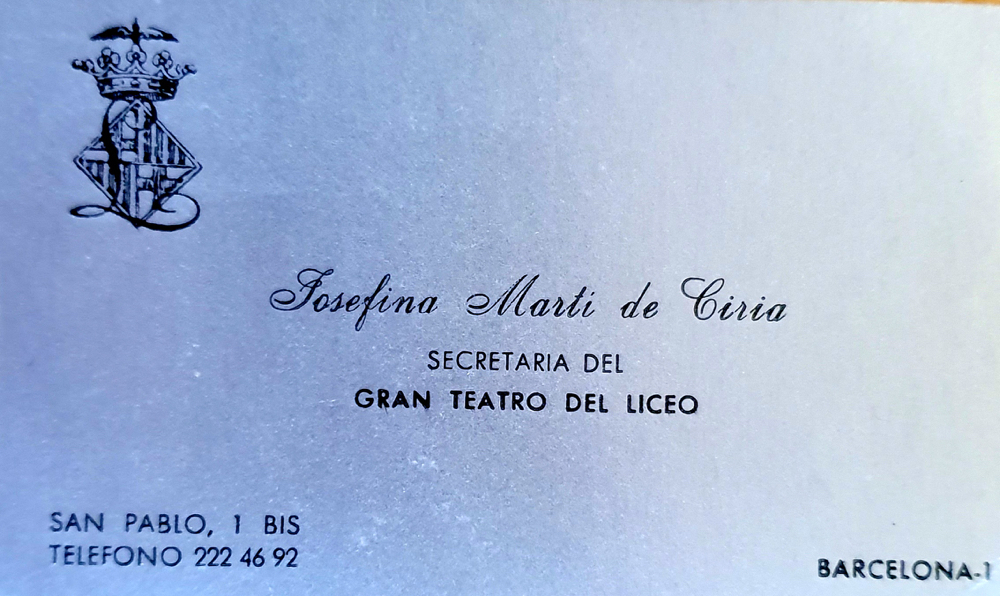 Josefina Marti de Ciria
SECRETARIA DEL
GRAN TEATRO DEL LICEO
SAN PABLO, 1 BIS
TELEFONO 222 46 92
BARCELONA-1